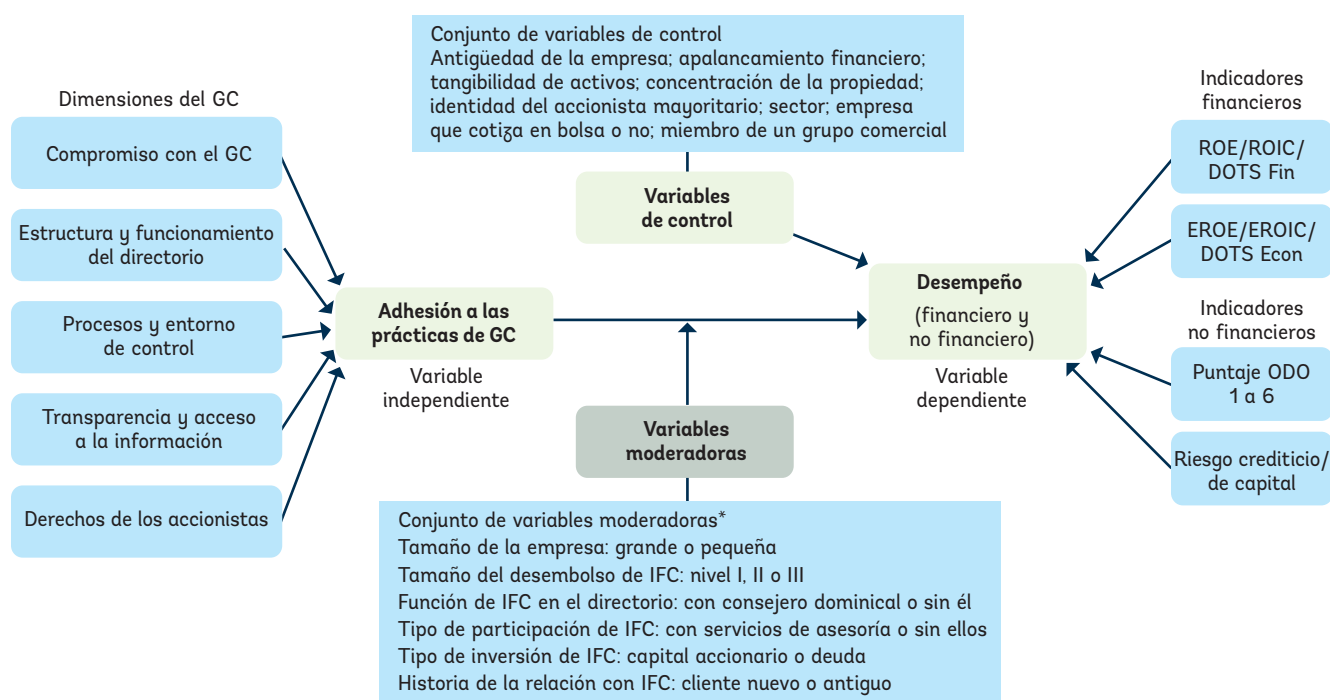 Conjunto de variables de control
Antigüedad de la empresa; apalancamiento financiero;
tangibilidad de activos; concentración de la propiedad;
identidad del accionista mayoritario; sector; empresa
que cotiza en bolsa o no; miembro de un grupo comercial
Dimensiones del GC
Compromiso con el GC
Estructura y funcionamiento
del directorio
Procesos y entorno
de control
Transparencia y acceso
a la información
Derechos de los accionistas
Variables
de control
Adhesión a las
prácticas de GC
Variable
independiente
Variables
moderadoras
Desempeño
(financiero y
no financiero)
Variable
dependiente
Indicadores
financieros
ROE/ROIC/
DOTS Fin
EROE/EROIC/
DOTS Econ
Indicadores
no financieros
Puntaje ODO
1 a 6
Riesgo crediticio/
de capital
Conjunto de variables moderadoras*
Tamaño de la empresa: grande o pequeña
Tamaño del desembolso de IFC: nivel I, II o III
Función de IFC en el directorio: con consejero dominical o sin él
Tipo de participación de IFC: con servicios de asesoría o sin ellos
Tipo de inversión de IFC: capital accionario o deuda
Historia de la relación con IFC: cliente nuevo o antiguo